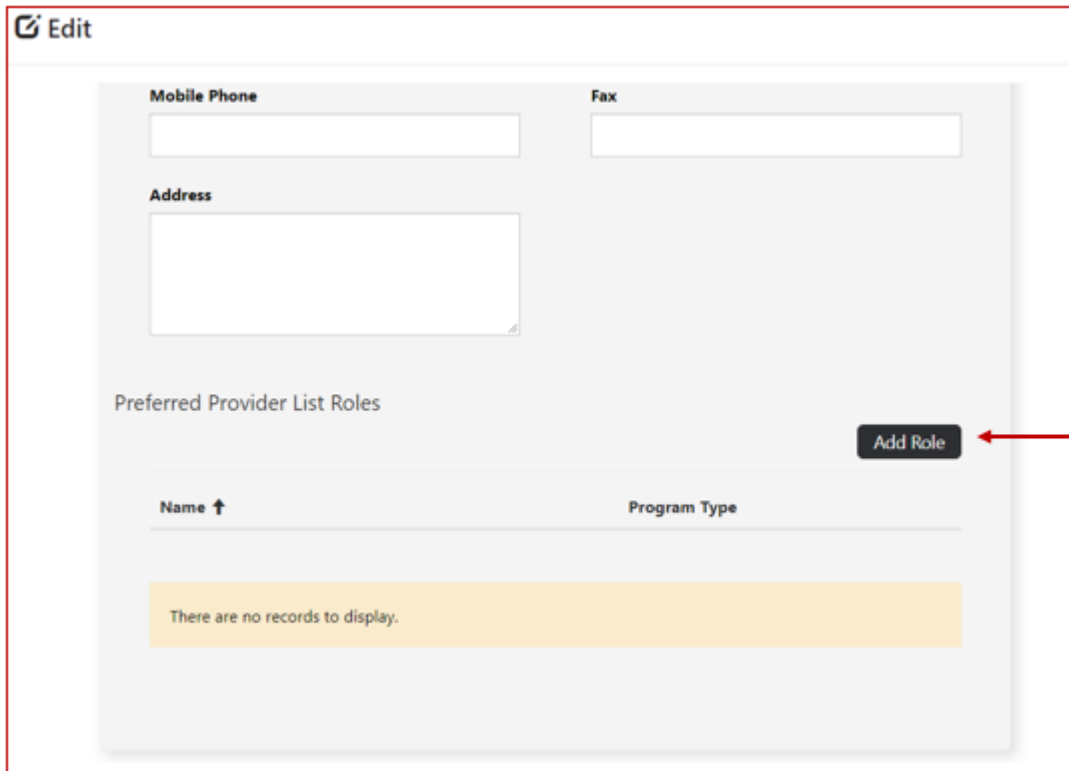 Edit
Mobile Phone Fax
Address
Preferred Provider List Roles
Add Role
Name ↑ Program Type
There are no records to display.